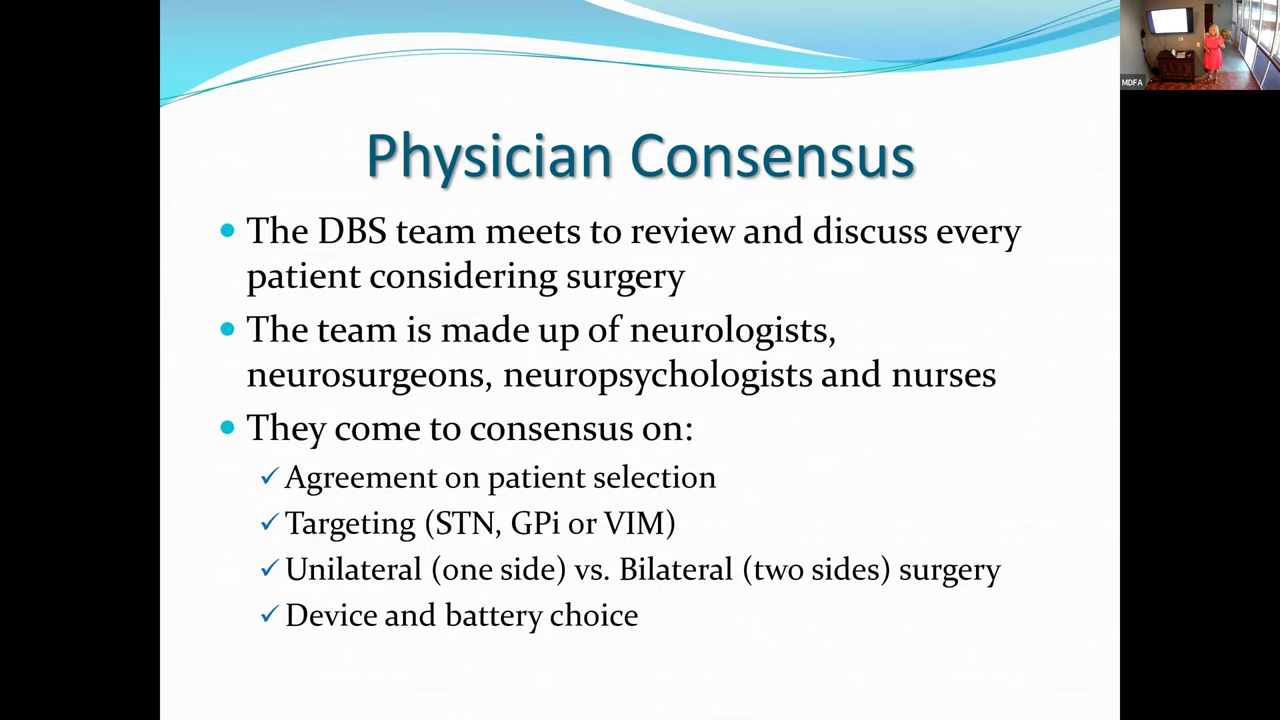 MDFA
Physician Consensus
The DBS team meets to review and discuss every
patient considering surgery
The team is made up of neurologists,
neurosurgeons, neuropsychologists and nurses
They come to consensus on:
Agreement on patient selection
Targeting (STN, GPi or VIM)
Unilateral (one side) vs. Bilateral (two sides) surgery
Device and battery choice